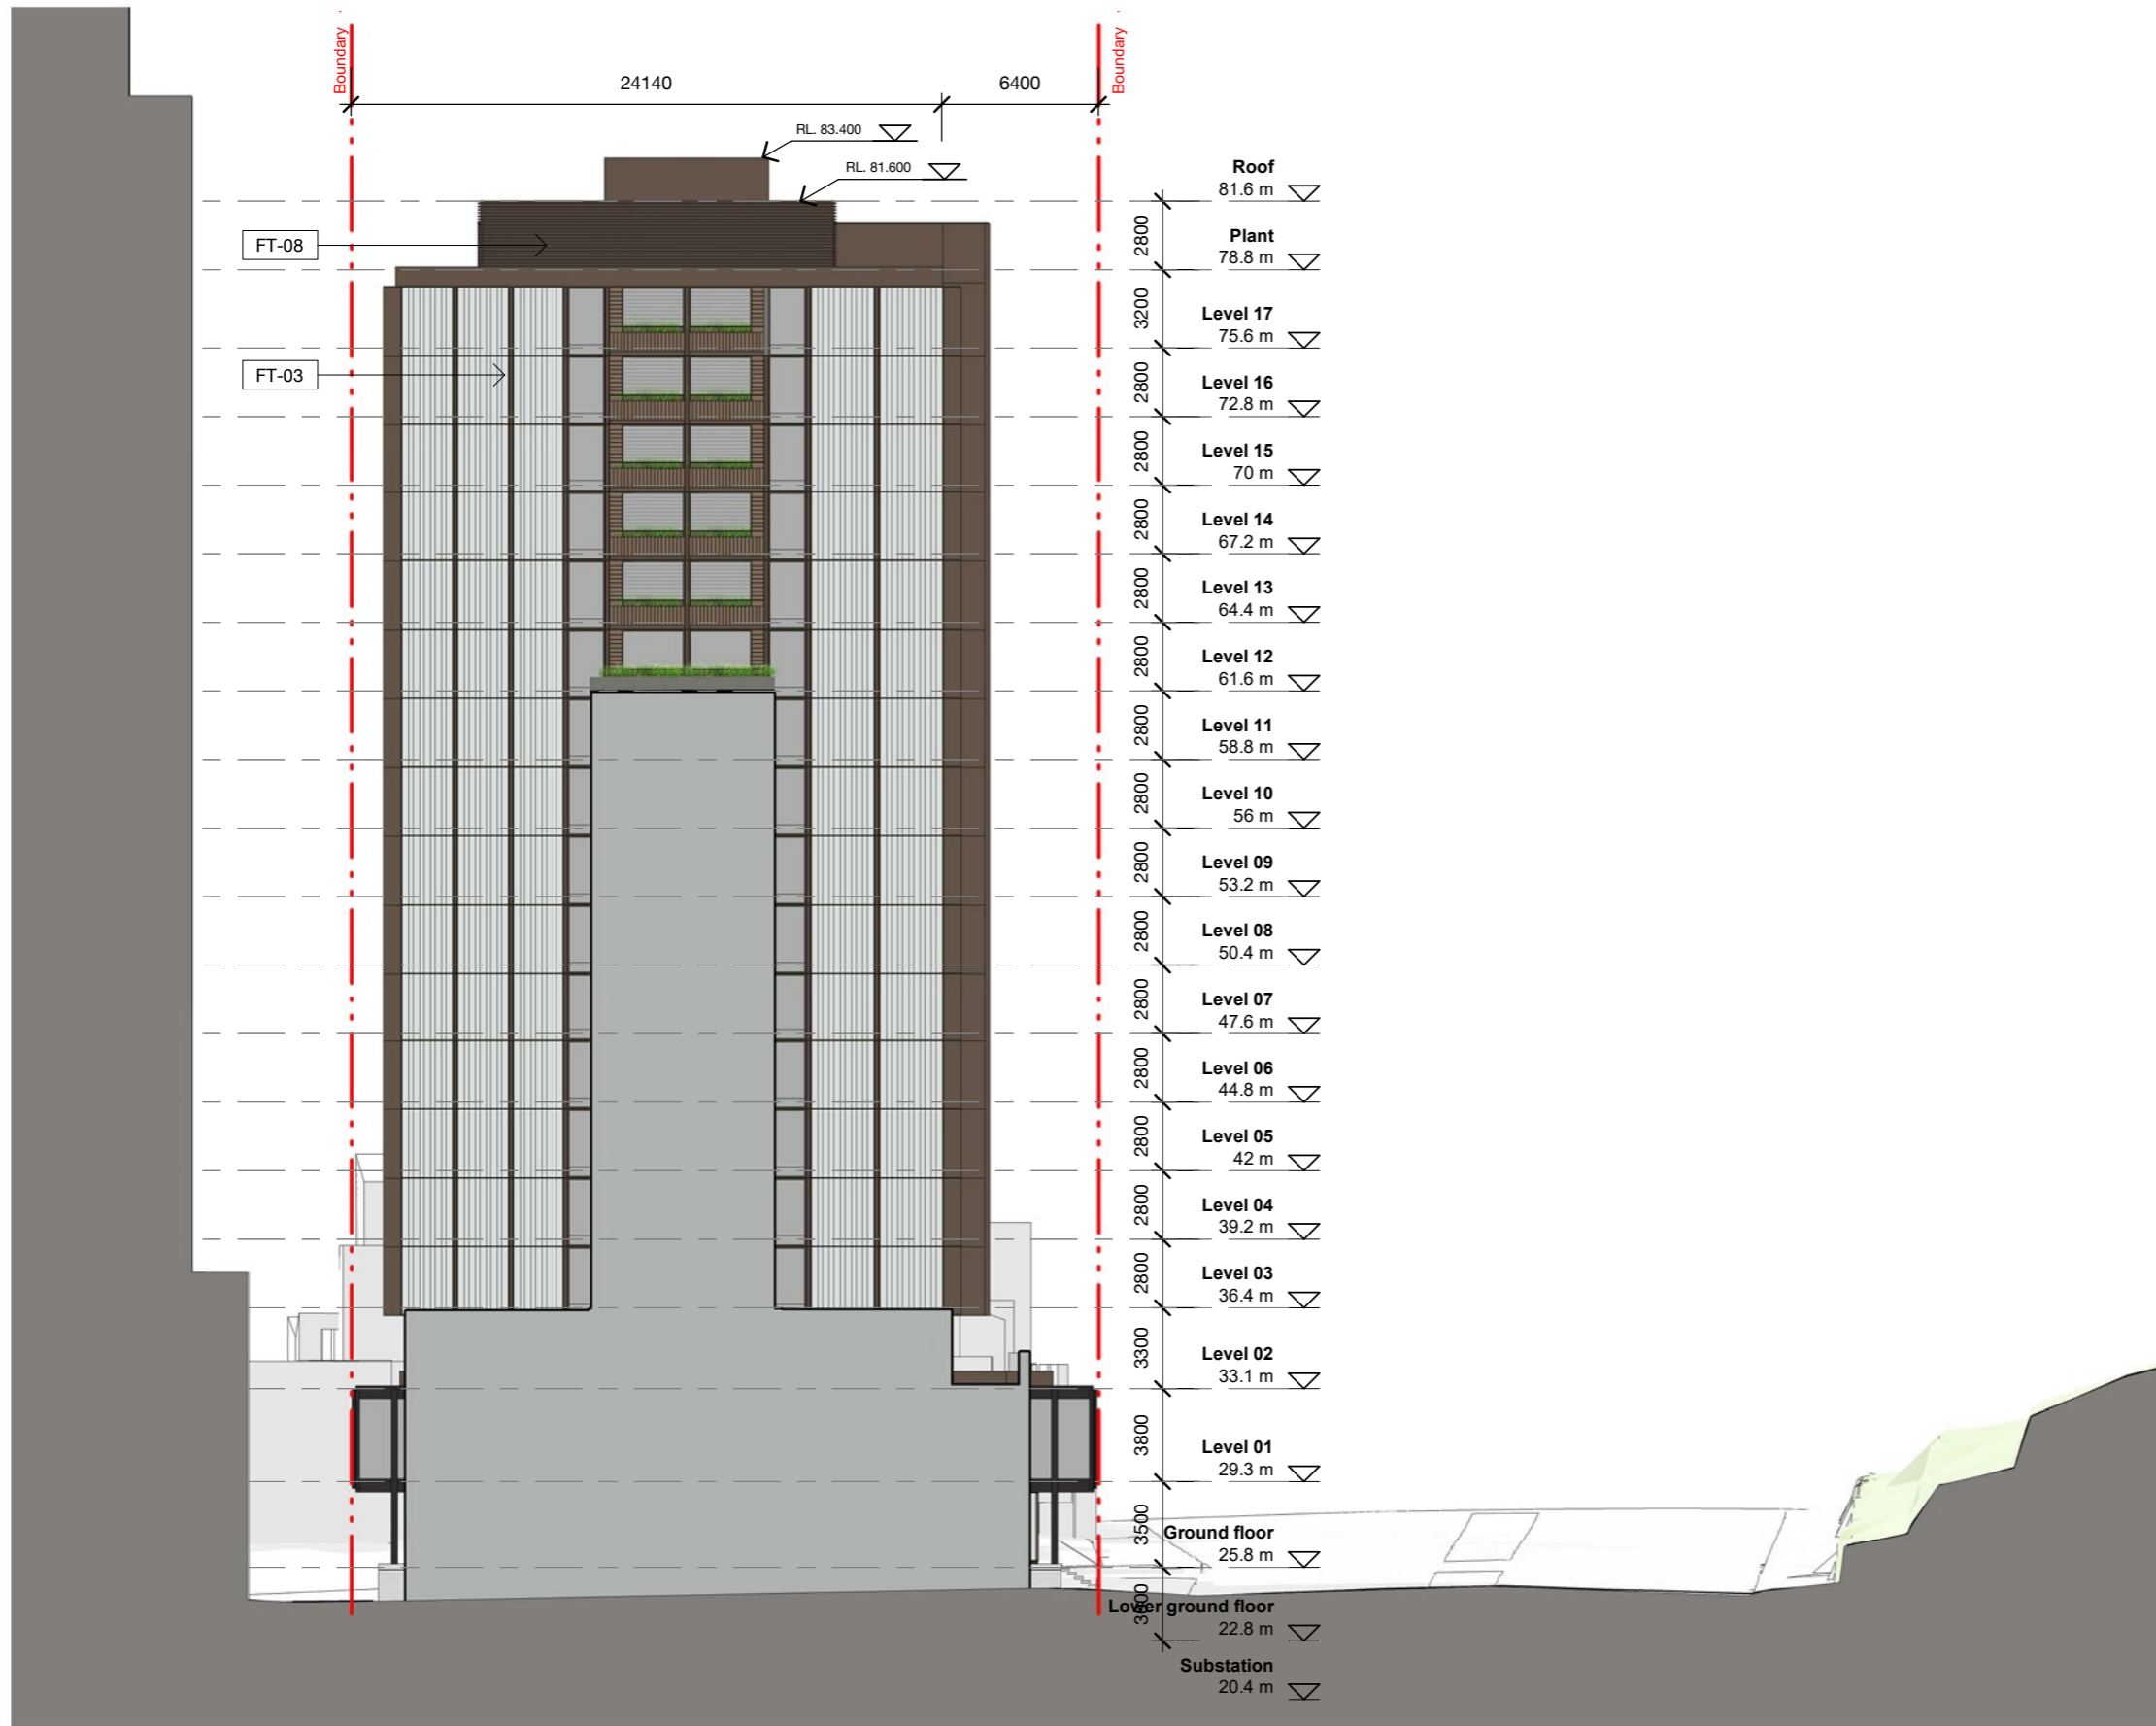 Boundary
Boundary
24140
6400
RL. 83.400
RL. 81.600
FT-08
FT-03
Roof
81.6 m
2800
Plant
78.8 m
3200
Level 17
75.6 m
2800
Level 16
72.8 m
2800
Level 15
70 m
2800
Level 14
67.2 m
2800
Level 13
64.4 m
2800
Level 12
61.6 m
2800
Level 11
58.8 m
2800
Level 10
56 m
2800
Level 09
53.2 m
2800
Level 08
50.4 m
2800
Level 07
47.6 m
2800
Level 06
44.8 m
2800
Level 05
42 m
2800
Level 04
39.2 m
2800
Level 03
36.4 m
3300
Level 02
33.1 m
3800
Level 01
29.3 m
3500
Ground floor
25.8 m
3000
Lower ground floor
22.8 m
Substation
20.4 m